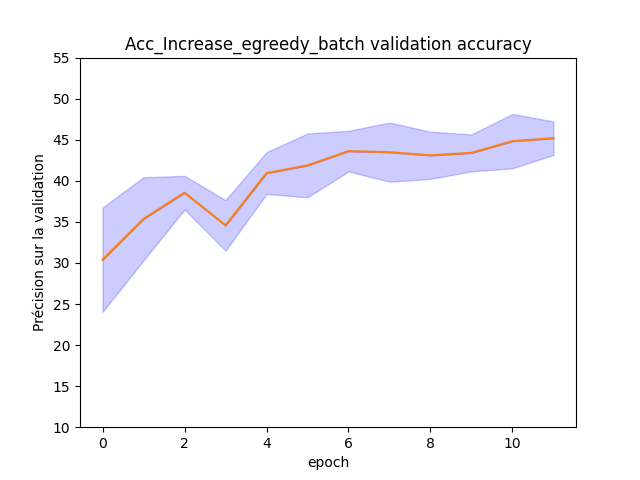 Acc_Increase_egreedy_batch validation accuracy
Précision sur la validation
55
50
45
40
35
30
25
20
15
10
0 2 4 6 8 10
epoch